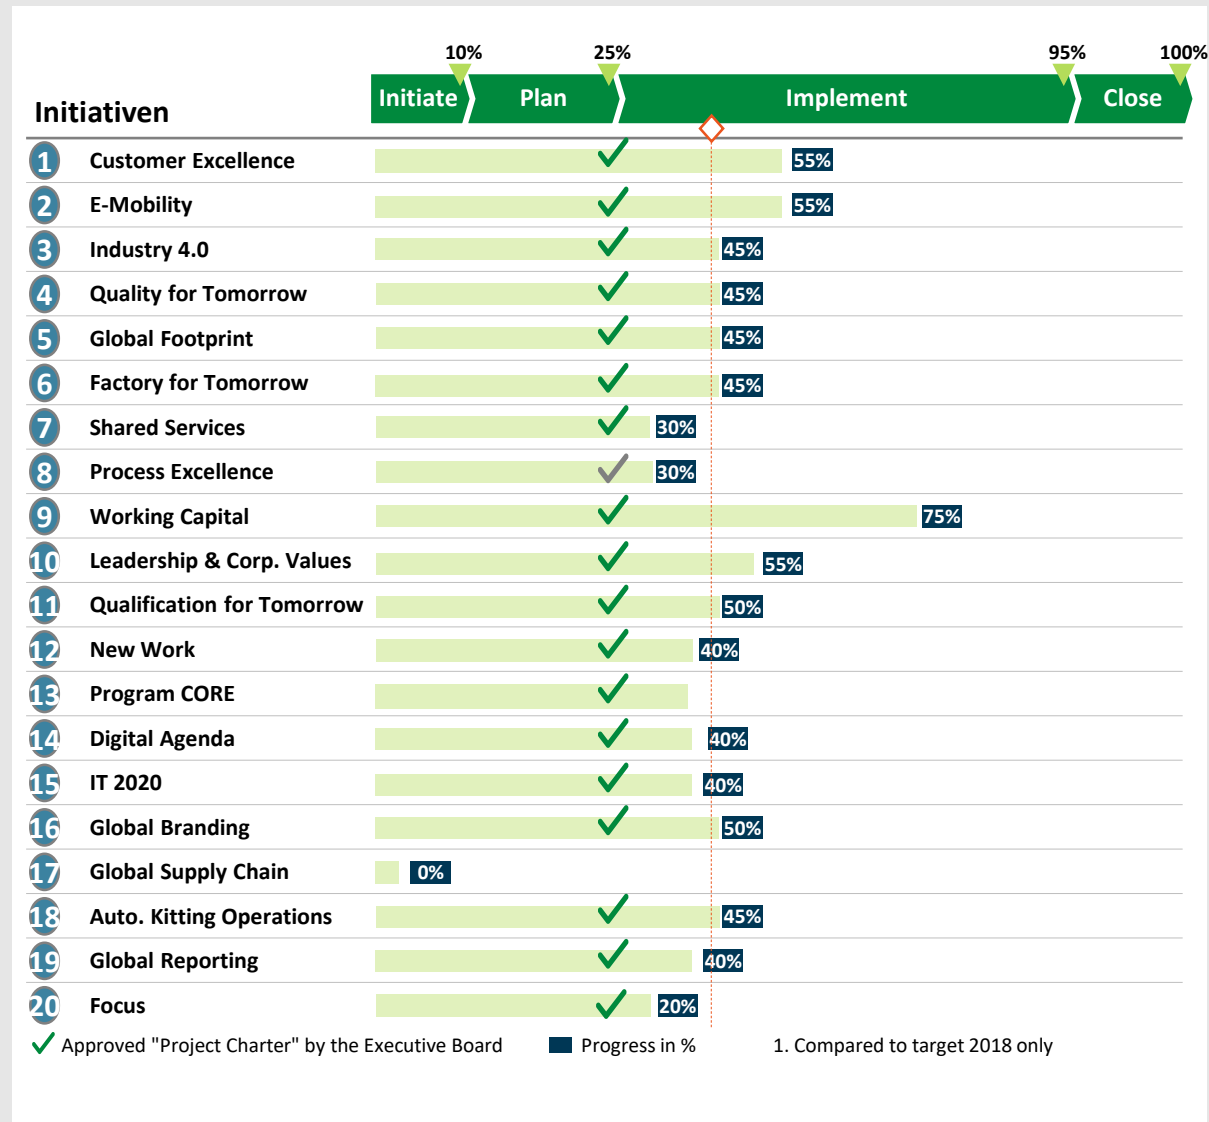 10% 25% 95% 100%
Initiate Plan Implement Close
Initiativen
1 Customer Excellence 55%
2 E-Mobility 55%
3 Industry 4.0 45%
4 Quality for Tomorrow 45%
5 Global Footprint 45%
6 Factory for Tomorrow 45%
7 Shared Services 30%
8 Process Excellence 30%
9 Working Capital 75%
10 Leadership & Corp. Values 55%
11 Qualification for Tomorrow 50%
12 New Work 40%
13 Program CORE
14 Digital Agenda 40%
15 IT 2020 40%
16 Global Branding 50%
17 Global Supply Chain 0%
18 Auto. Kitting Operations 45%
19 Global Reporting 40%
20 Focus 20%
Approved "Project Charter" by the Executive Board Progress in % 1. Compared to target 2018 only